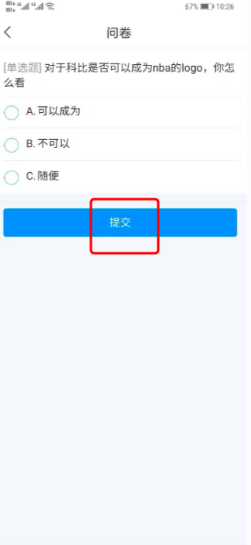 67% 10:26
问卷
[单选题] 对于科比是否可以成为nba的logo，你怎
么看
A. 可以成为
B. 不可以
C. 随便
提交